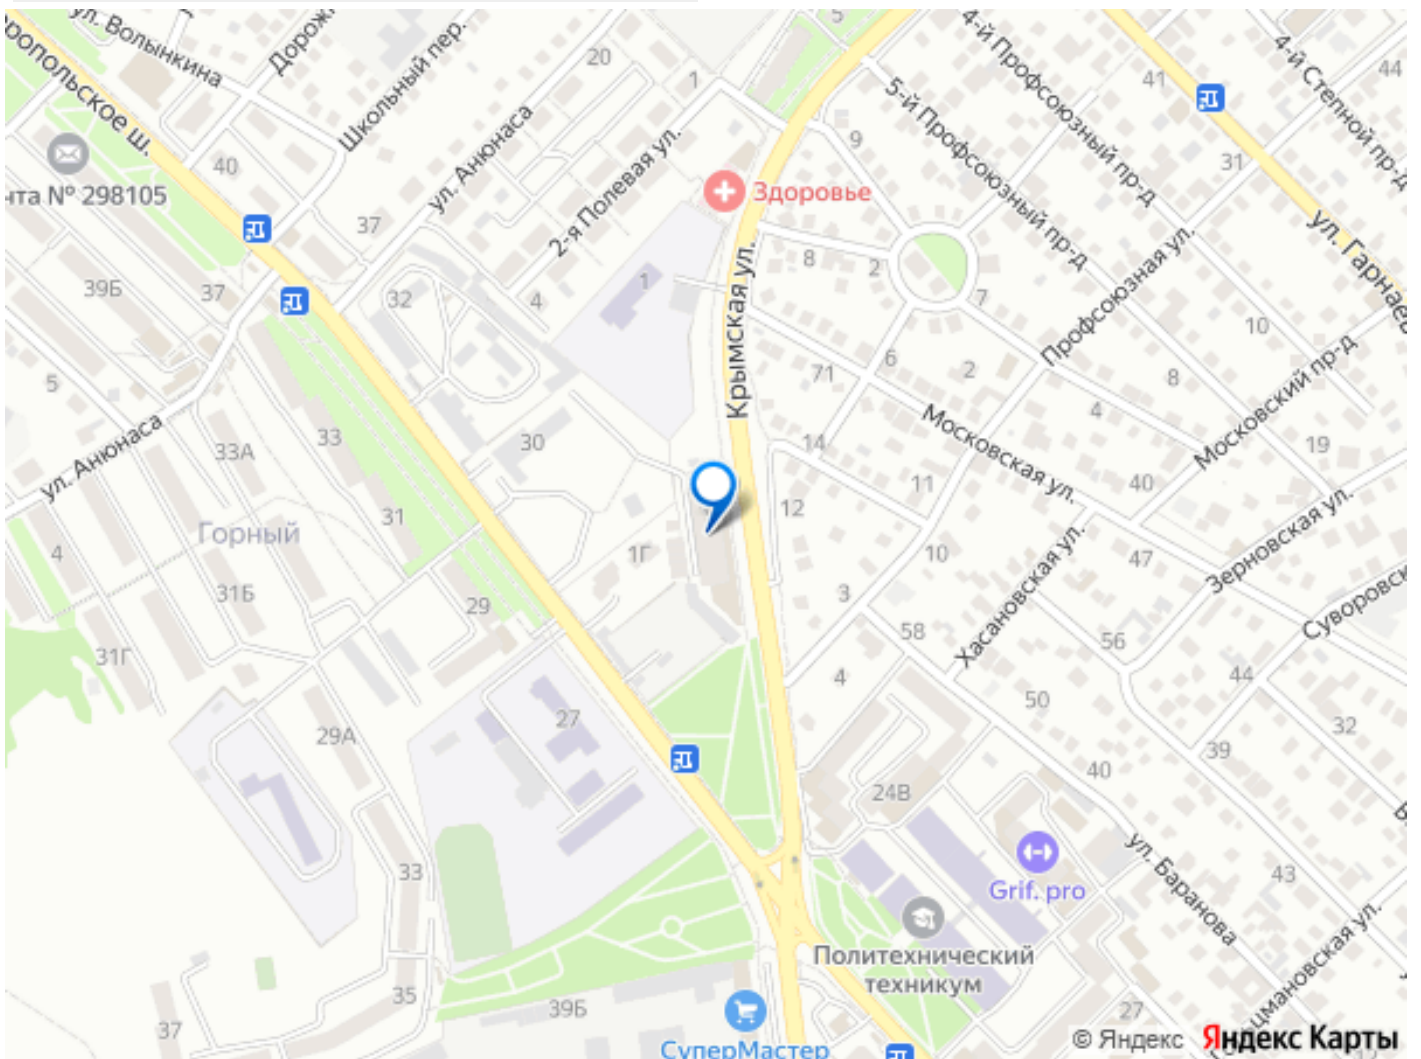 ул. Волынкина
Дорожн
Школьный пер.
20
1
5
4-й Профсоюзный пр-д
41
4-й Степной пр-д
44
ропольское ш.
5-й Профсоюзный пр-д
9
31
чта № 298105
40
ул. Анюнаса
2-я Полевая ул.
Здоровье
ул. Гарнаев
37
39Б
37
32
4
1
Крымская ул.
8
2
7
Профсоюзная ул.
10
5
6
2
71
8
4
Московский пр-д
ул. Анюнаса
33
33А
30
14
Московская ул.
19
11
40
31
12
Горный
4
1Г
10
47
Хасановская ул.
Зерновская ул.
31Б
29
3
58
56
Суворовск
31Г
4
44
50
27
29А
32
39
40
24В
ул. Баранова
33
Grif. pro
43
Политехнический
техникум
35
39Б
27
цмановская ул.
37
СуперМастер
© Яндекс
Яндекс Карты